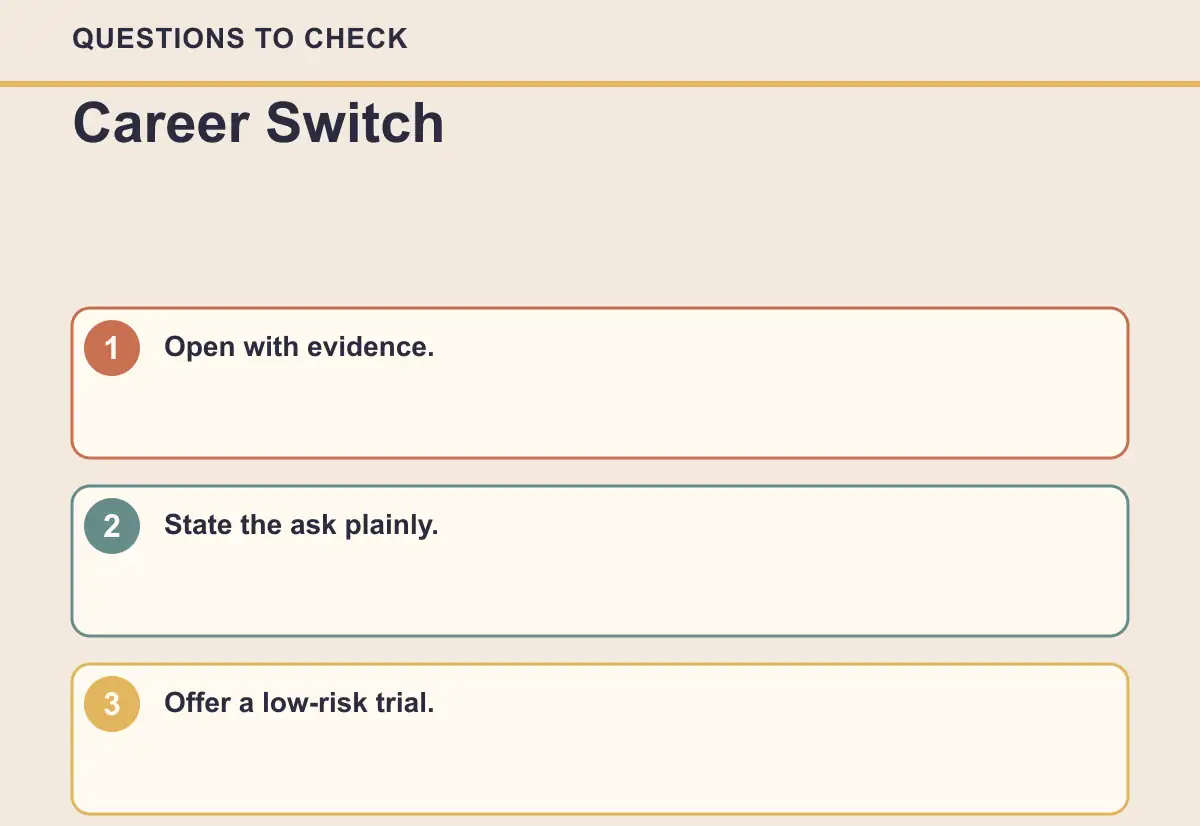 QUESTIONS TO CHECK
Career Switch
1 Open with evidence.
2 State the ask plainly.
3 Offer a low-risk trial.